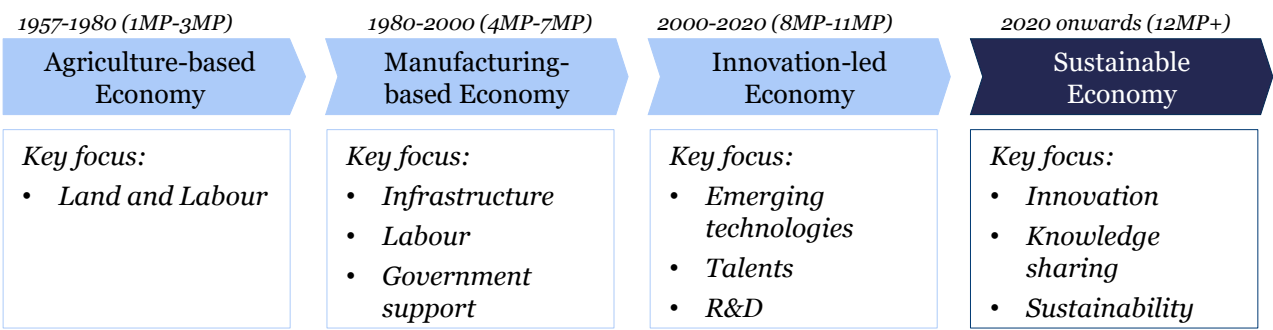 1957-1980 (1MP-3MP)
Agriculture-based
Economy
Key focus:
• Land and Labour
1980-2000 (4MP-7MP)
Manufacturing-
based Economy
Key focus:
• Infrastructure
• Labour
• Government
support
2000-2020 (8MP-11MP)
Innovation-led
Economy
Key focus:
• Emerging
technologies
• Talents
• R&D
2020 onwards (12MP+)
Sustainable
Economy
Key focus:
• Innovation
• Knowledge
sharing
• Sustainability